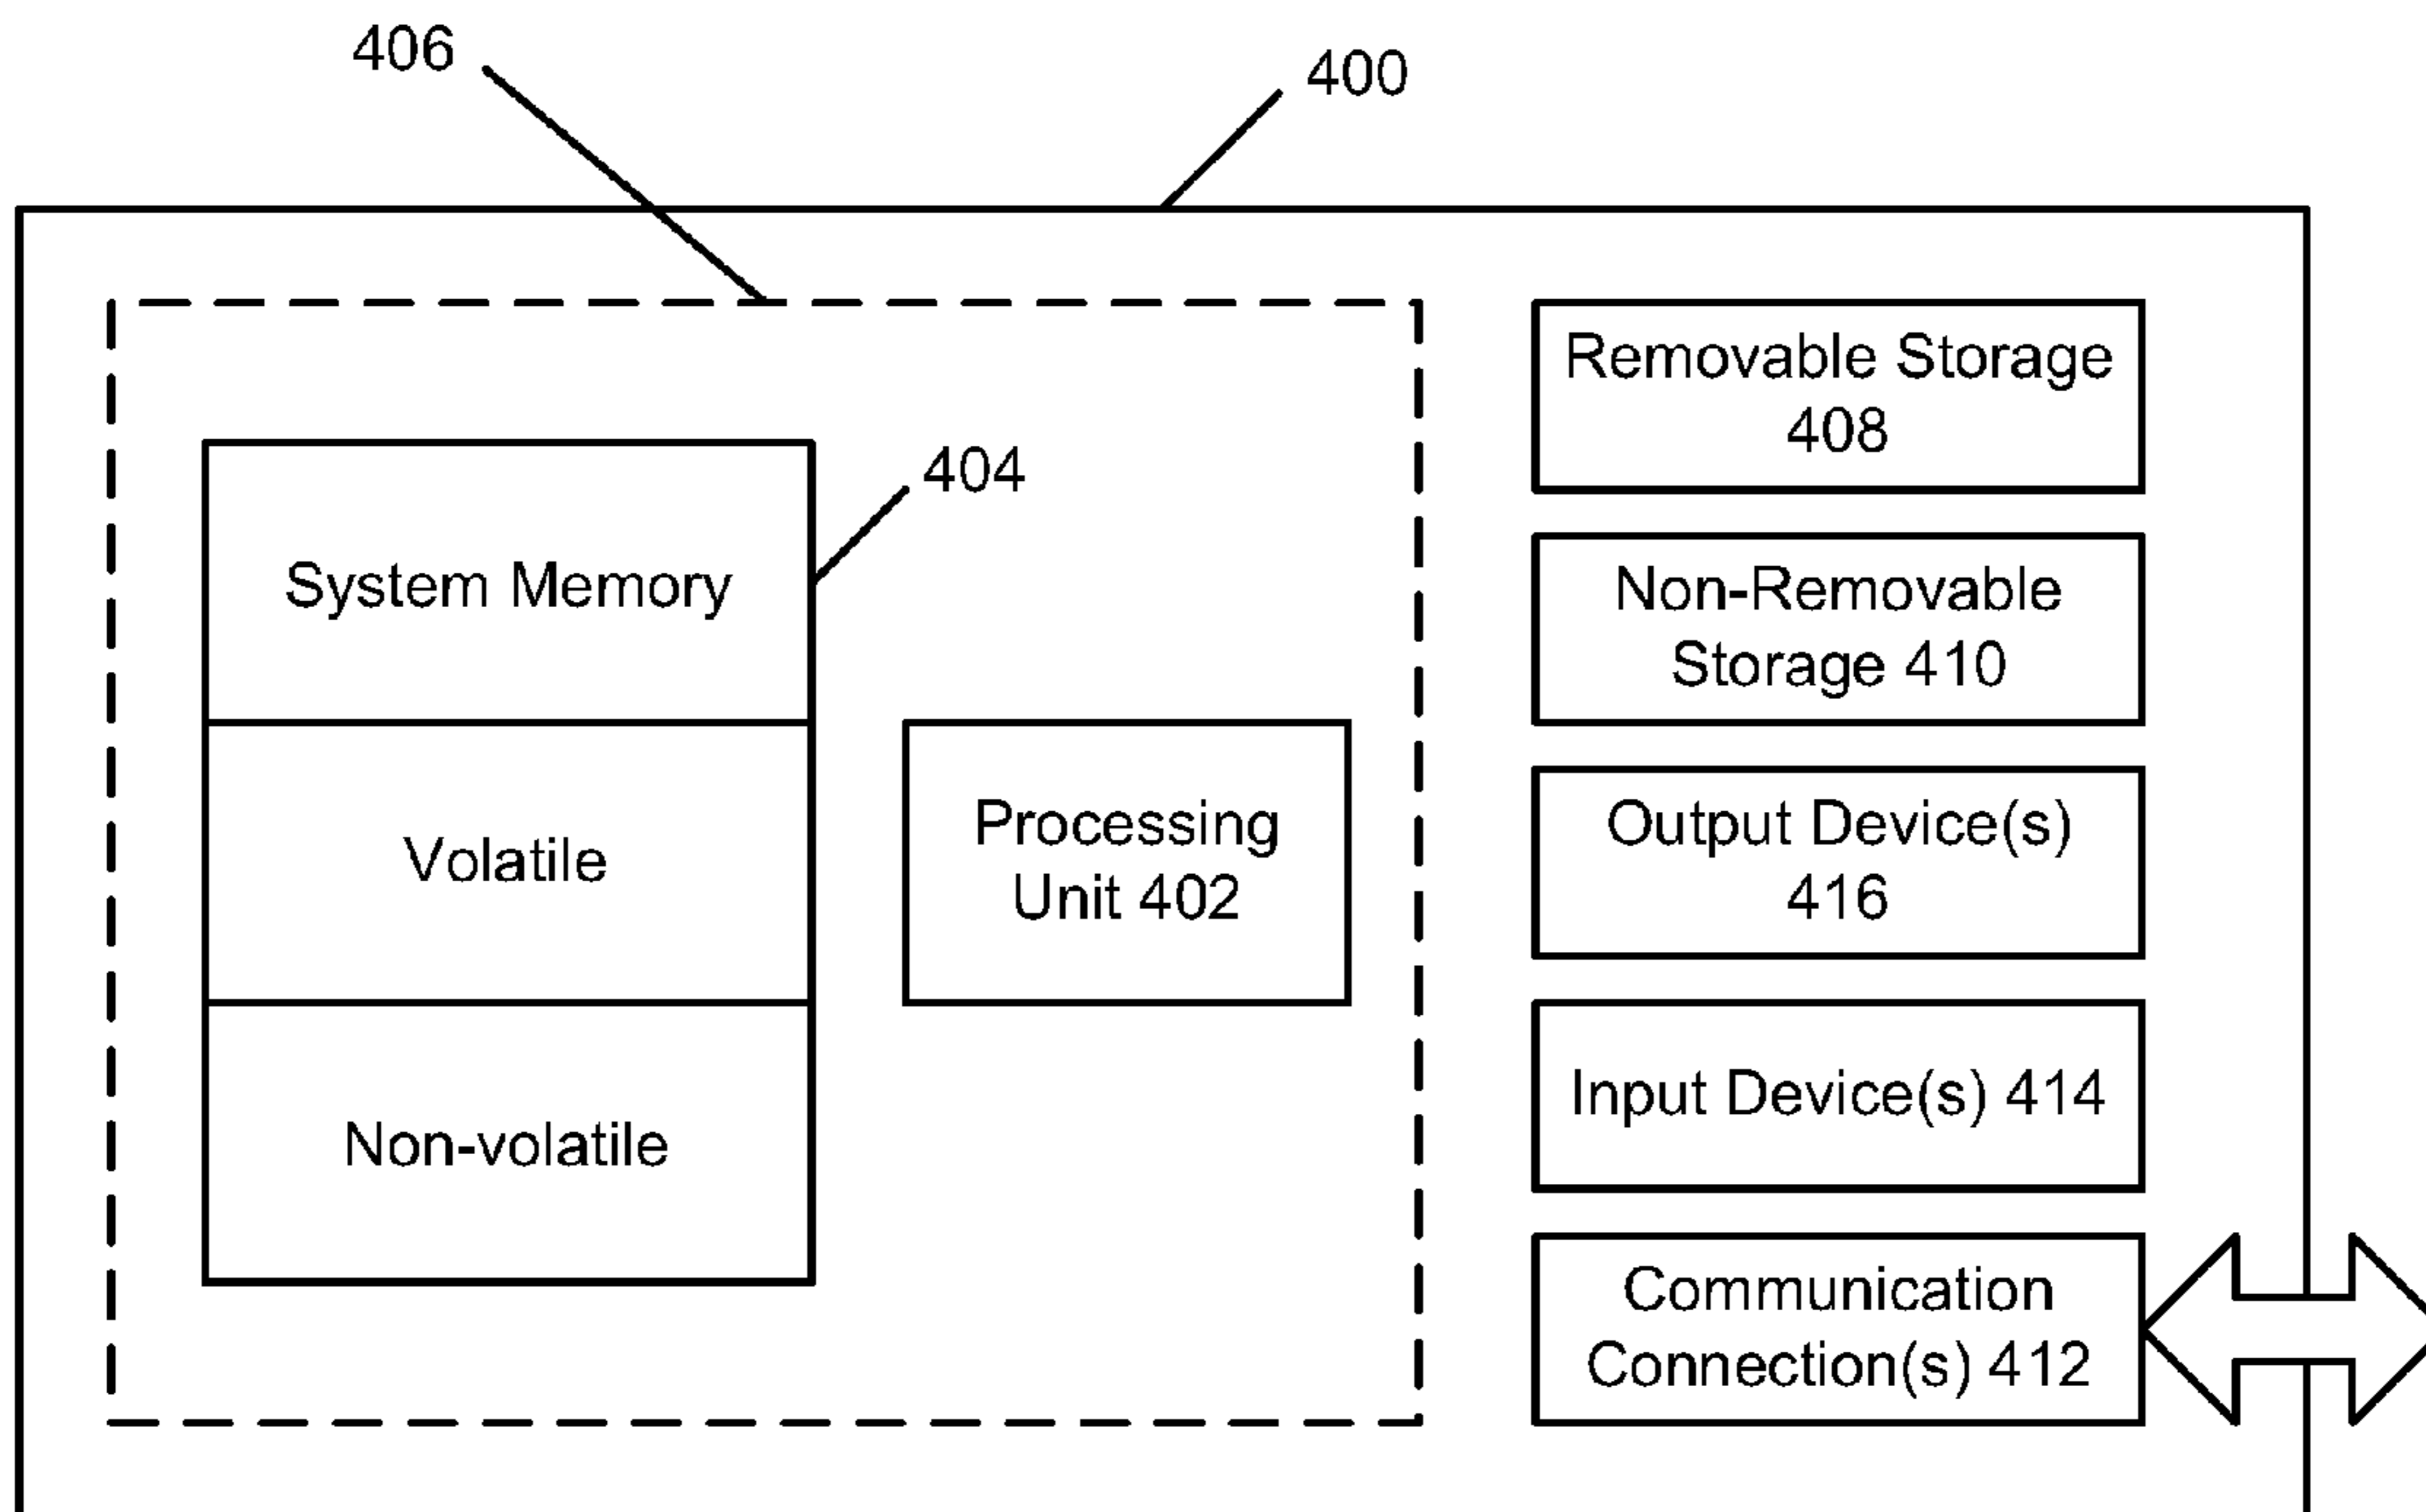 406
400
Removable Storage
408
404
System Memory
Non-Removable
Storage 410
Volatile
Processing
Unit 402
Output Device(s)
416
Non-volatile
Input Device(s) 414
Communication
Connection(s) 412